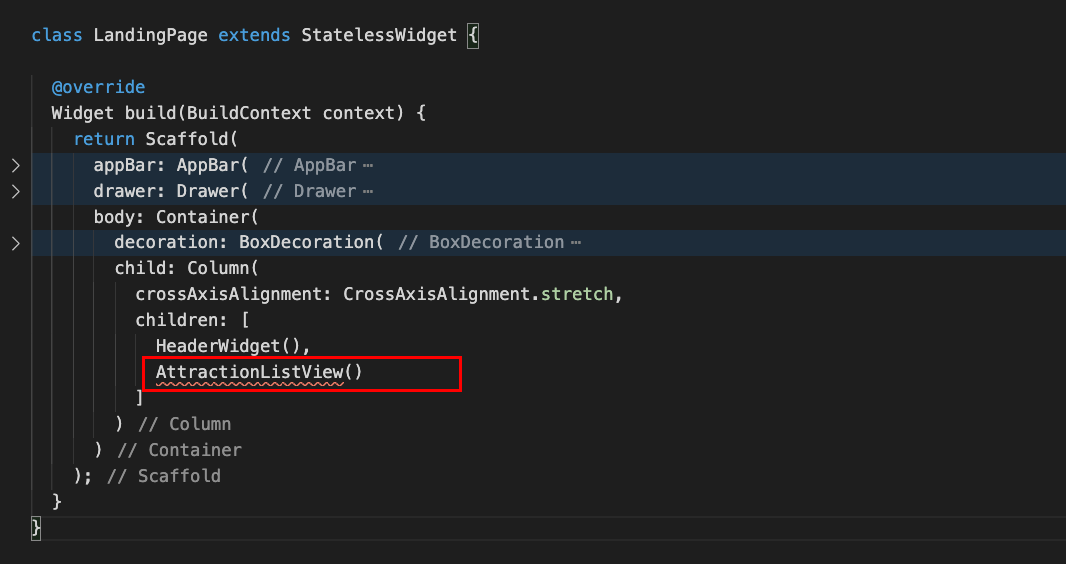 class LandingPage extends StatelessWidget {
@override
Widget build(BuildContext context) {
return Scaffold(
appBar: AppBar( // AppBar ⋯
drawer: Drawer( // Drawer ⋯
body: Container(
decoration: BoxDecoration( // BoxDecoration ⋯
child: Column(
crossAxisAlignment: CrossAxisAlignment.stretch,
children: [
HeaderWidget(),
AttractionListView()
]
) // Column
) // Container
); // Scaffold
}
}